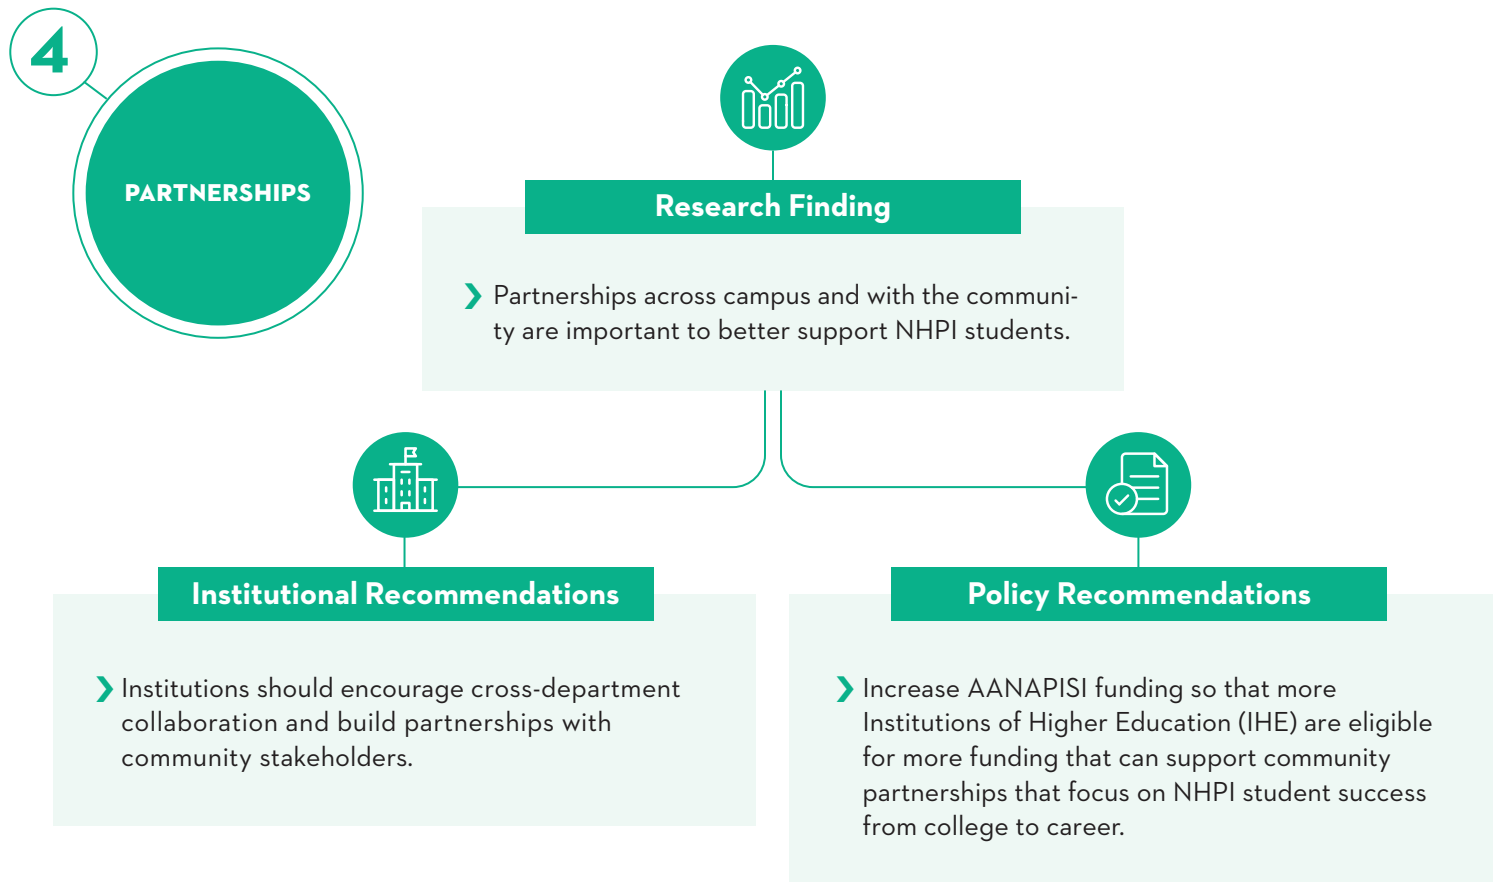 4
PARTNERSHIPS
Research Finding
Partnerships across campus and with the communi-
ty are important to better support NHPI students.
Institutional Recommendations
Institutions should encourage cross-department
collaboration and build partnerships with
community stakeholders.
Policy Recommendations
Increase AANAPISI funding so that more
Institutions of Higher Education (IHE) are eligible
for more funding that can support community
partnerships that focus on NHPI student success
from college to career.